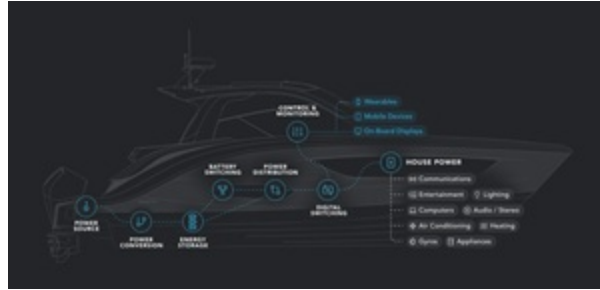 CONTROL &
MONITORING
Wearables
Mobile Devices
On-Board Displays
BATTERY
SWITCHING
POWER
DISTRIBUTION
HOUSE POWER
Communications
Entertainment Lighting
Computers Audio / Stereo
Air Conditioning Heating
Gyros Appliances
DIGITAL
SWITCHING
POWER
SOURCE
POWER
CONVERSION
ENERGY
STORAGE